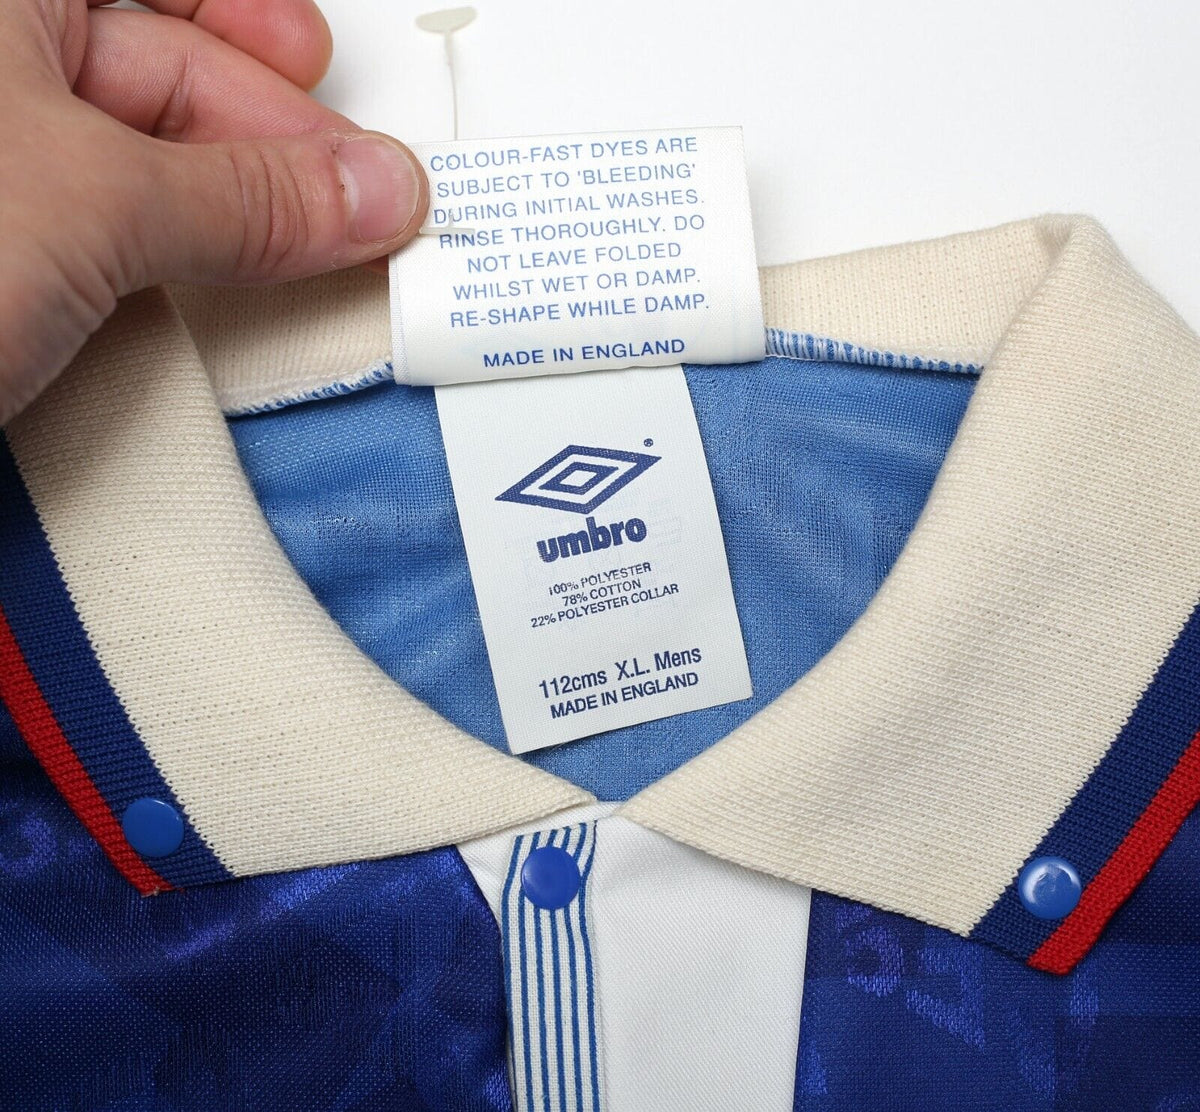 COLOUR-FAST DYES ARE
SUBJECT TO 'BLEEDING'
DURING INITIAL WASHES.
RINSE THOROUGHLY. DO
NOT LEAVE FOLDED
WHILST WET OR DAMP.
RE-SHAPE WHILE DAMP.
MADE IN ENGLAND
®
umbro
100% POLYESTER
78% COTTON
22% POLYESTER COLLAR
112cms X.L. Mens
MADE IN ENGLAND